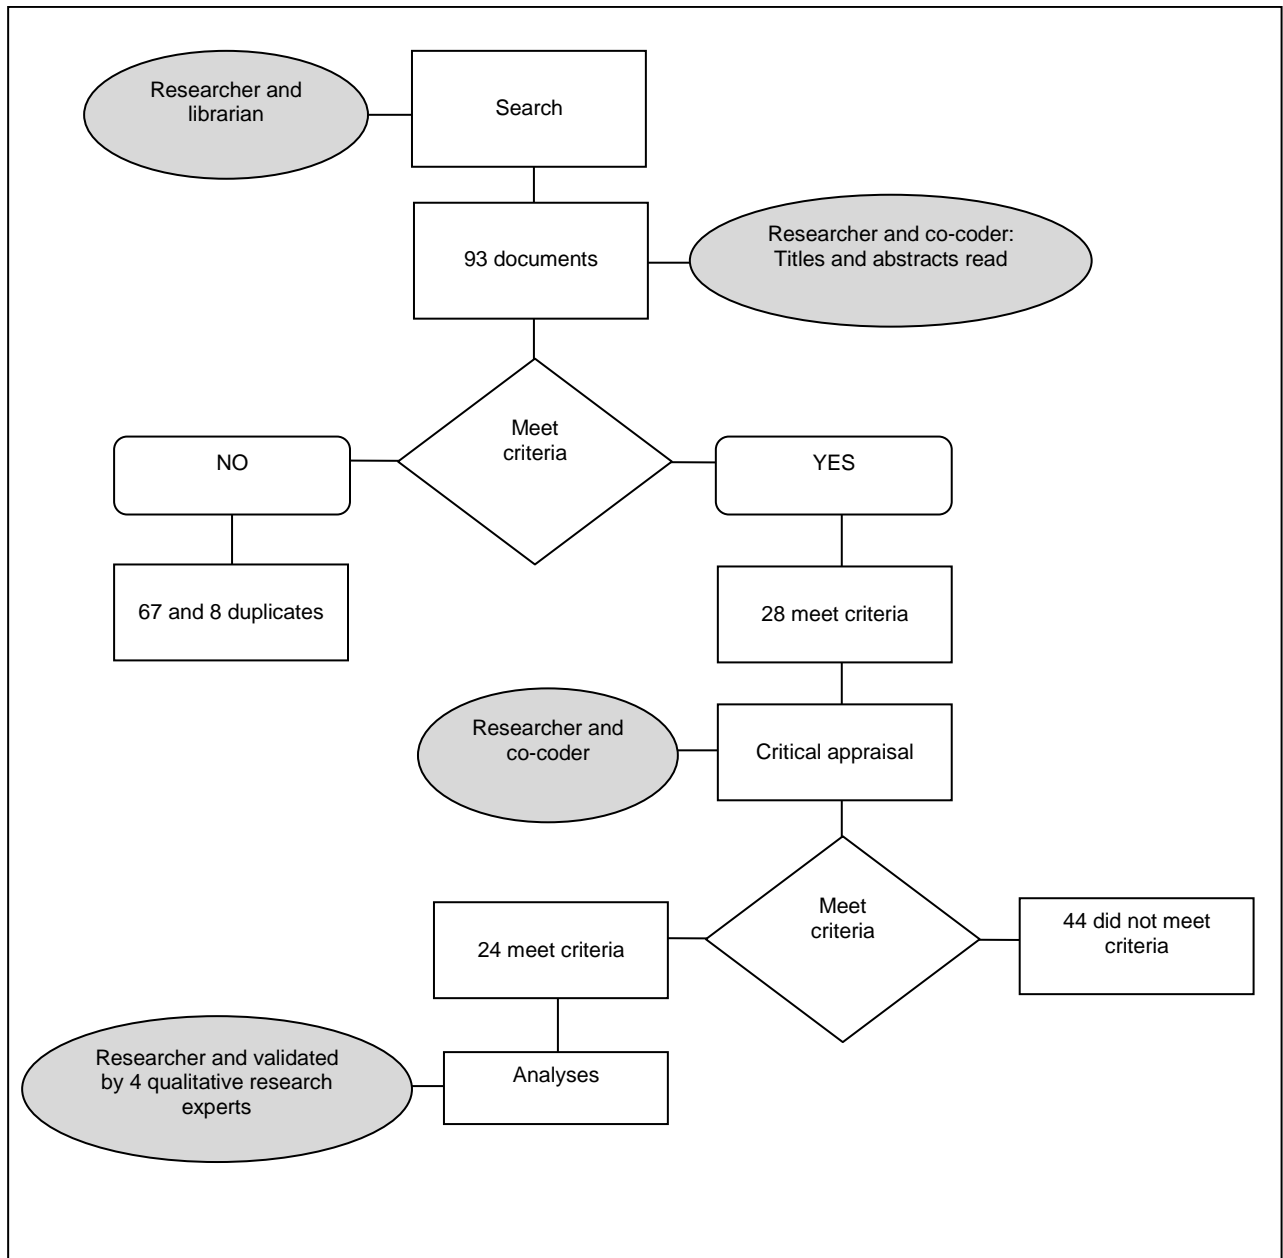 Researcher and
librarian
Search
93 documents
Researcher and co-coder:
Titles and abstracts read
Meet
criteria
NO
YES
67 and 8 duplicates
28 meet criteria
Researcher and
co-coder
Critical appraisal
24 meet criteria
Meet
criteria
44 did not meet
criteria
Researcher and validated
by 4 qualitative research
experts
Analyses